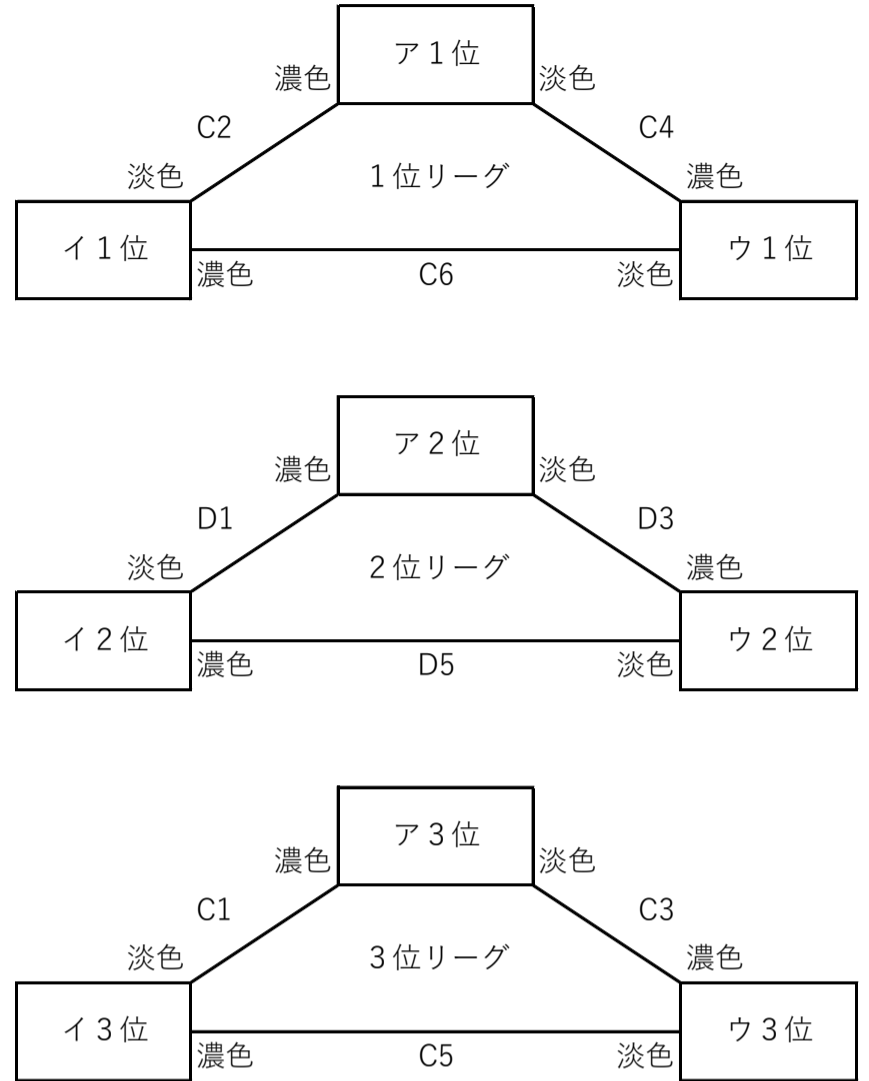 ア１位
濃色 淡色
C2 C4
淡色 １位リーグ 濃色
イ１位 ウ１位
濃色 C6 淡色
ア２位
濃色 淡色
D1 D3
淡色 ２位リーグ 濃色
イ２位 ウ２位
濃色 D5 淡色
ア３位
濃色 淡色
C1 C3
淡色 ３位リーグ 濃色
イ３位 ウ３位
濃色 C5 淡色